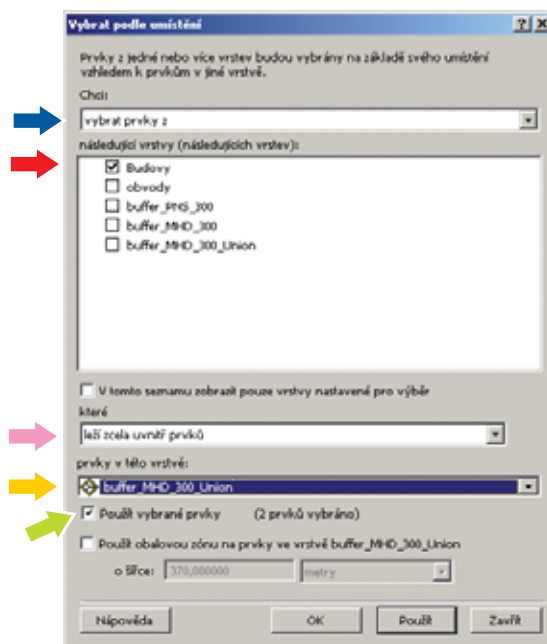 Vybrat podle umístění
Prvky z jedné nebo více vrstev budou vybrány na základě svého umístění
vzhledem k prvkům v jiné vrstvě.
Chci:
vybrat prvky z
následující vrstvy (následujících vrstev):
Budovy
obvody
buffer_PNS_300
buffer_MHD_300
buffer_MHD_300_Union
V tomto seznamu zobrazit pouze vrstvy nastavené pro výběr
které
leží zcela uvnitř prvků
prvky v této vrstvě:
buffer_MHD_300_Union
Použít vybrané prvky (2 prvků vybráno)
Použít obalovou zónu na prvky ve vrstvě buffer_MHD_300_Union
o šířce: 370,000000 metry
Nápověda OK Použít Zavřít